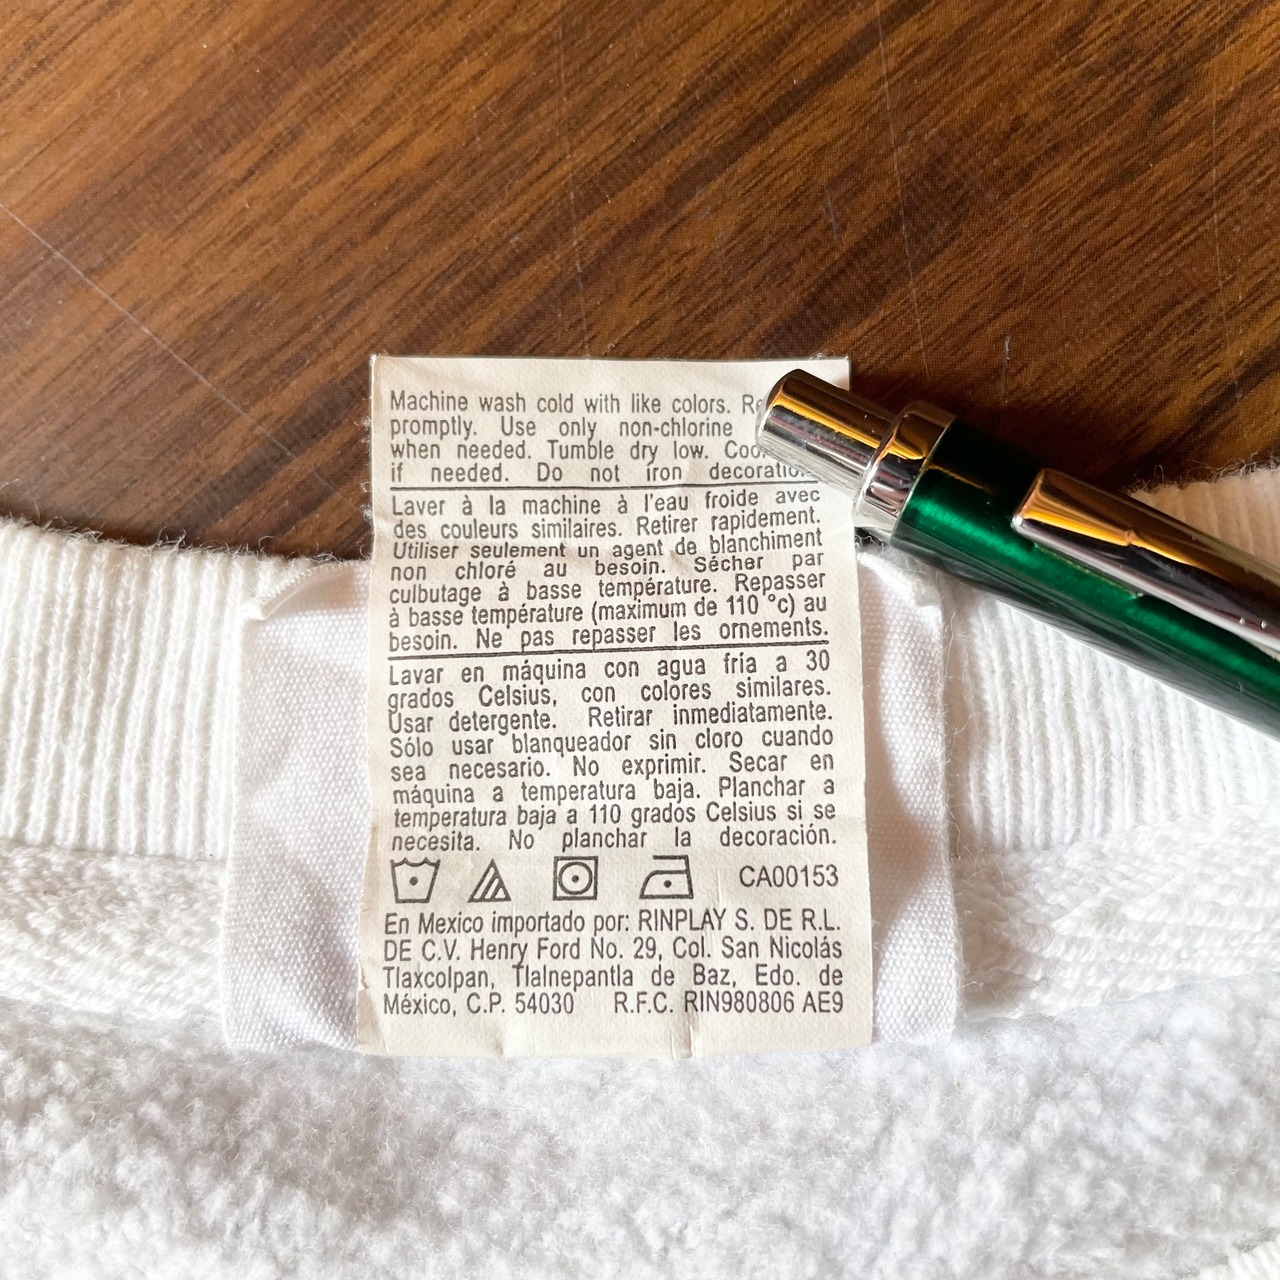 Machine wash cold with like colors.
promptly. Use only non-chlorine
when needed. Tumble dry low.
if needed. Do not iron
Laver à la machine à l'eau froide avec
des couleurs similaires. Retirer rapidement.
Utiliser seulement un agent de blanchiment
non chloré au besoin. Sécher par
culbutage à basse température. Repasser
à basse température (maximum de 110 °c) au
besoin. Ne pas repasser les ornements.
Lavar en máquina con agua fría a 30
grados Celsius, con colores similares.
Usar detergente. Retirar inmediatamente.
Sólo usar blanqueador sin cloro cuando
sea necesario. No exprimir. Secar en
máquina a temperatura baja. Planchar a
temperatura baja a 110 grados Celsius si se
necesita. No planchar la decoración.
CA00153
En Mexico importado por: RINPLAY S. DE R.L.
DE C.V. Henry Ford No. 29, Col. San Nicolás
Tlaxcolpan, Tlalnepantla de Baz, Edo. de
México, C.P. 54030 R.F.C. RIN980806 AE9